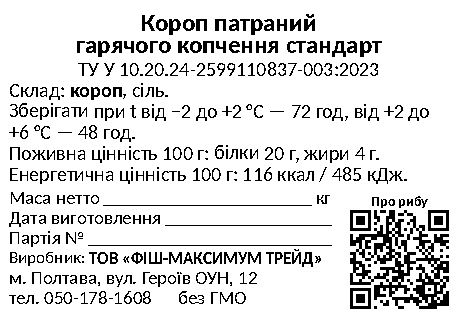 Короп патраний
гарячого копчення стандарт
ТУ У 10.20.24-2599110837-003:2023
Склад: короп, сіль.
Зберігати при t від −2 до +2 °C — 72 год, від +2 до
+6 °C — 48 год.
Поживна цінність 100 г: білки 20 г, жири 4 г.
Енергетична цінність 100 г: 116 ккал / 485 кДж.
Маса нетто ______________________ кг
Про рибу
Дата виготовлення __________________
Партія № __________________________
Виробник: ТОВ «ФІШ-МАКСИМУМ ТРЕЙД»
м. Полтава, вул. Героїв ОУН, 12
тел. 050-178-1608 без ГМО